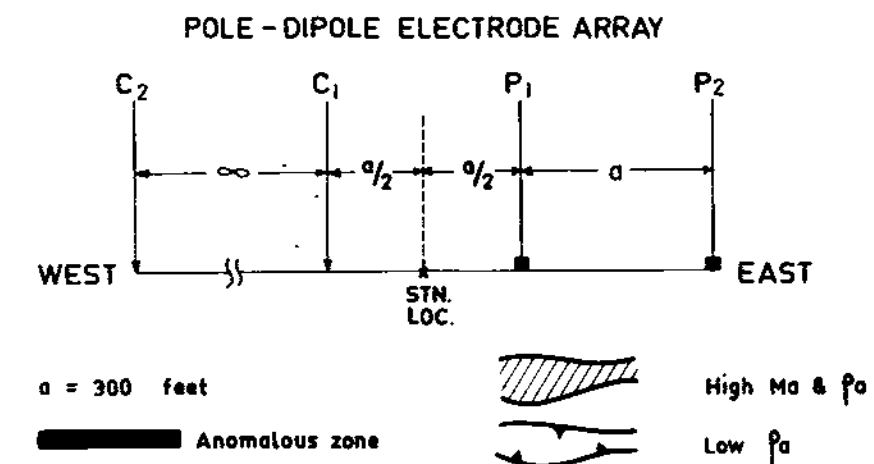 POLE - DIPOLE ELECTRODE ARRAY
C2 C1 P1 P2
∞ a/2 a/2 a
WEST EAST
STN.
LOC.
a = 300 feet High Ma & ρa
Anomalous zone Low ρa